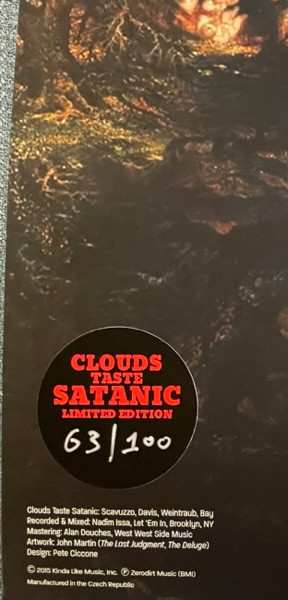 CLOUDS
TASTE
SATANIC
LIMITED EDITION
63/100
Clouds Taste Satanic: Scavuzzo, Davis, Weintraub, Bay
Recorded & Mixed: Nadim Issa, Let 'Em In, Brooklyn, NY
Mastering: Alan Douches, West West Side Music
Artwork: John Martin (The Last Judgment, The Deluge)
Design: Pete Ciccone
© 2015 Kinda Like Music, Inc. Ⓟ Zerodirt Music (BMI)
Manufactured in the Czech Republic